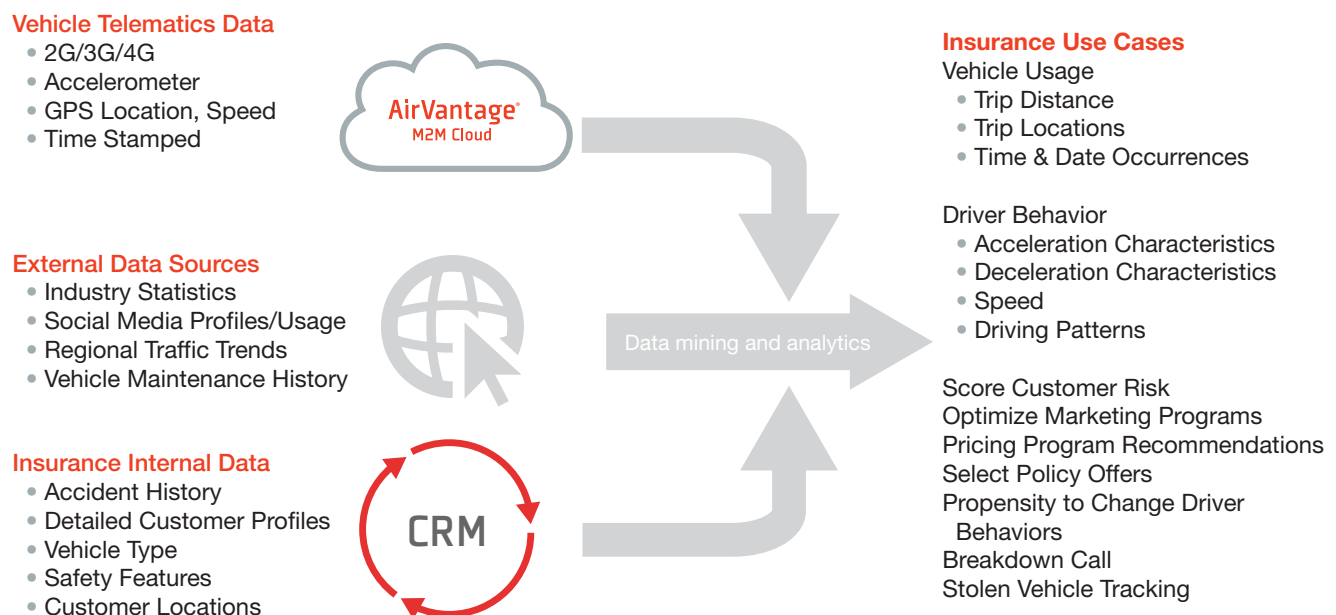 Vehicle Telematics Data
• 2G/3G/4G
• Accelerometer
• GPS Location, Speed
• Time Stamped
AirVantage®
M2M Cloud
External Data Sources
• Industry Statistics
• Social Media Profiles/Usage
• Regional Traffic Trends
• Vehicle Maintenance History
Insurance Internal Data
• Accident History
• Detailed Customer Profiles
• Vehicle Type
• Safety Features
• Customer Locations
CRM
Data mining and analytics
Insurance Use Cases
Vehicle Usage
• Trip Distance
• Trip Locations
• Time & Date Occurrences
Driver Behavior
• Acceleration Characteristics
• Deceleration Characteristics
• Speed
• Driving Patterns
Score Customer Risk
Optimize Marketing Programs
Pricing Program Recommendations
Select Policy Offers
Propensity to Change Driver
Behaviors
Breakdown Call
Stolen Vehicle Tracking